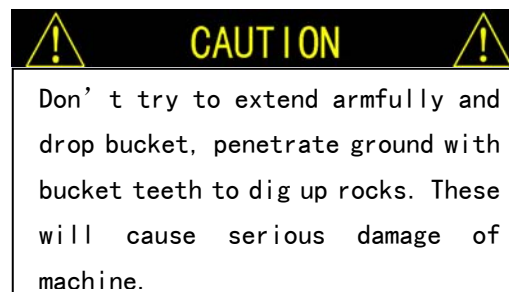 CAUTION
Don't try to extend armfully and
drop bucket, penetrate ground with
bucket teeth to dig up rocks. These
will cause serious damage of
machine.